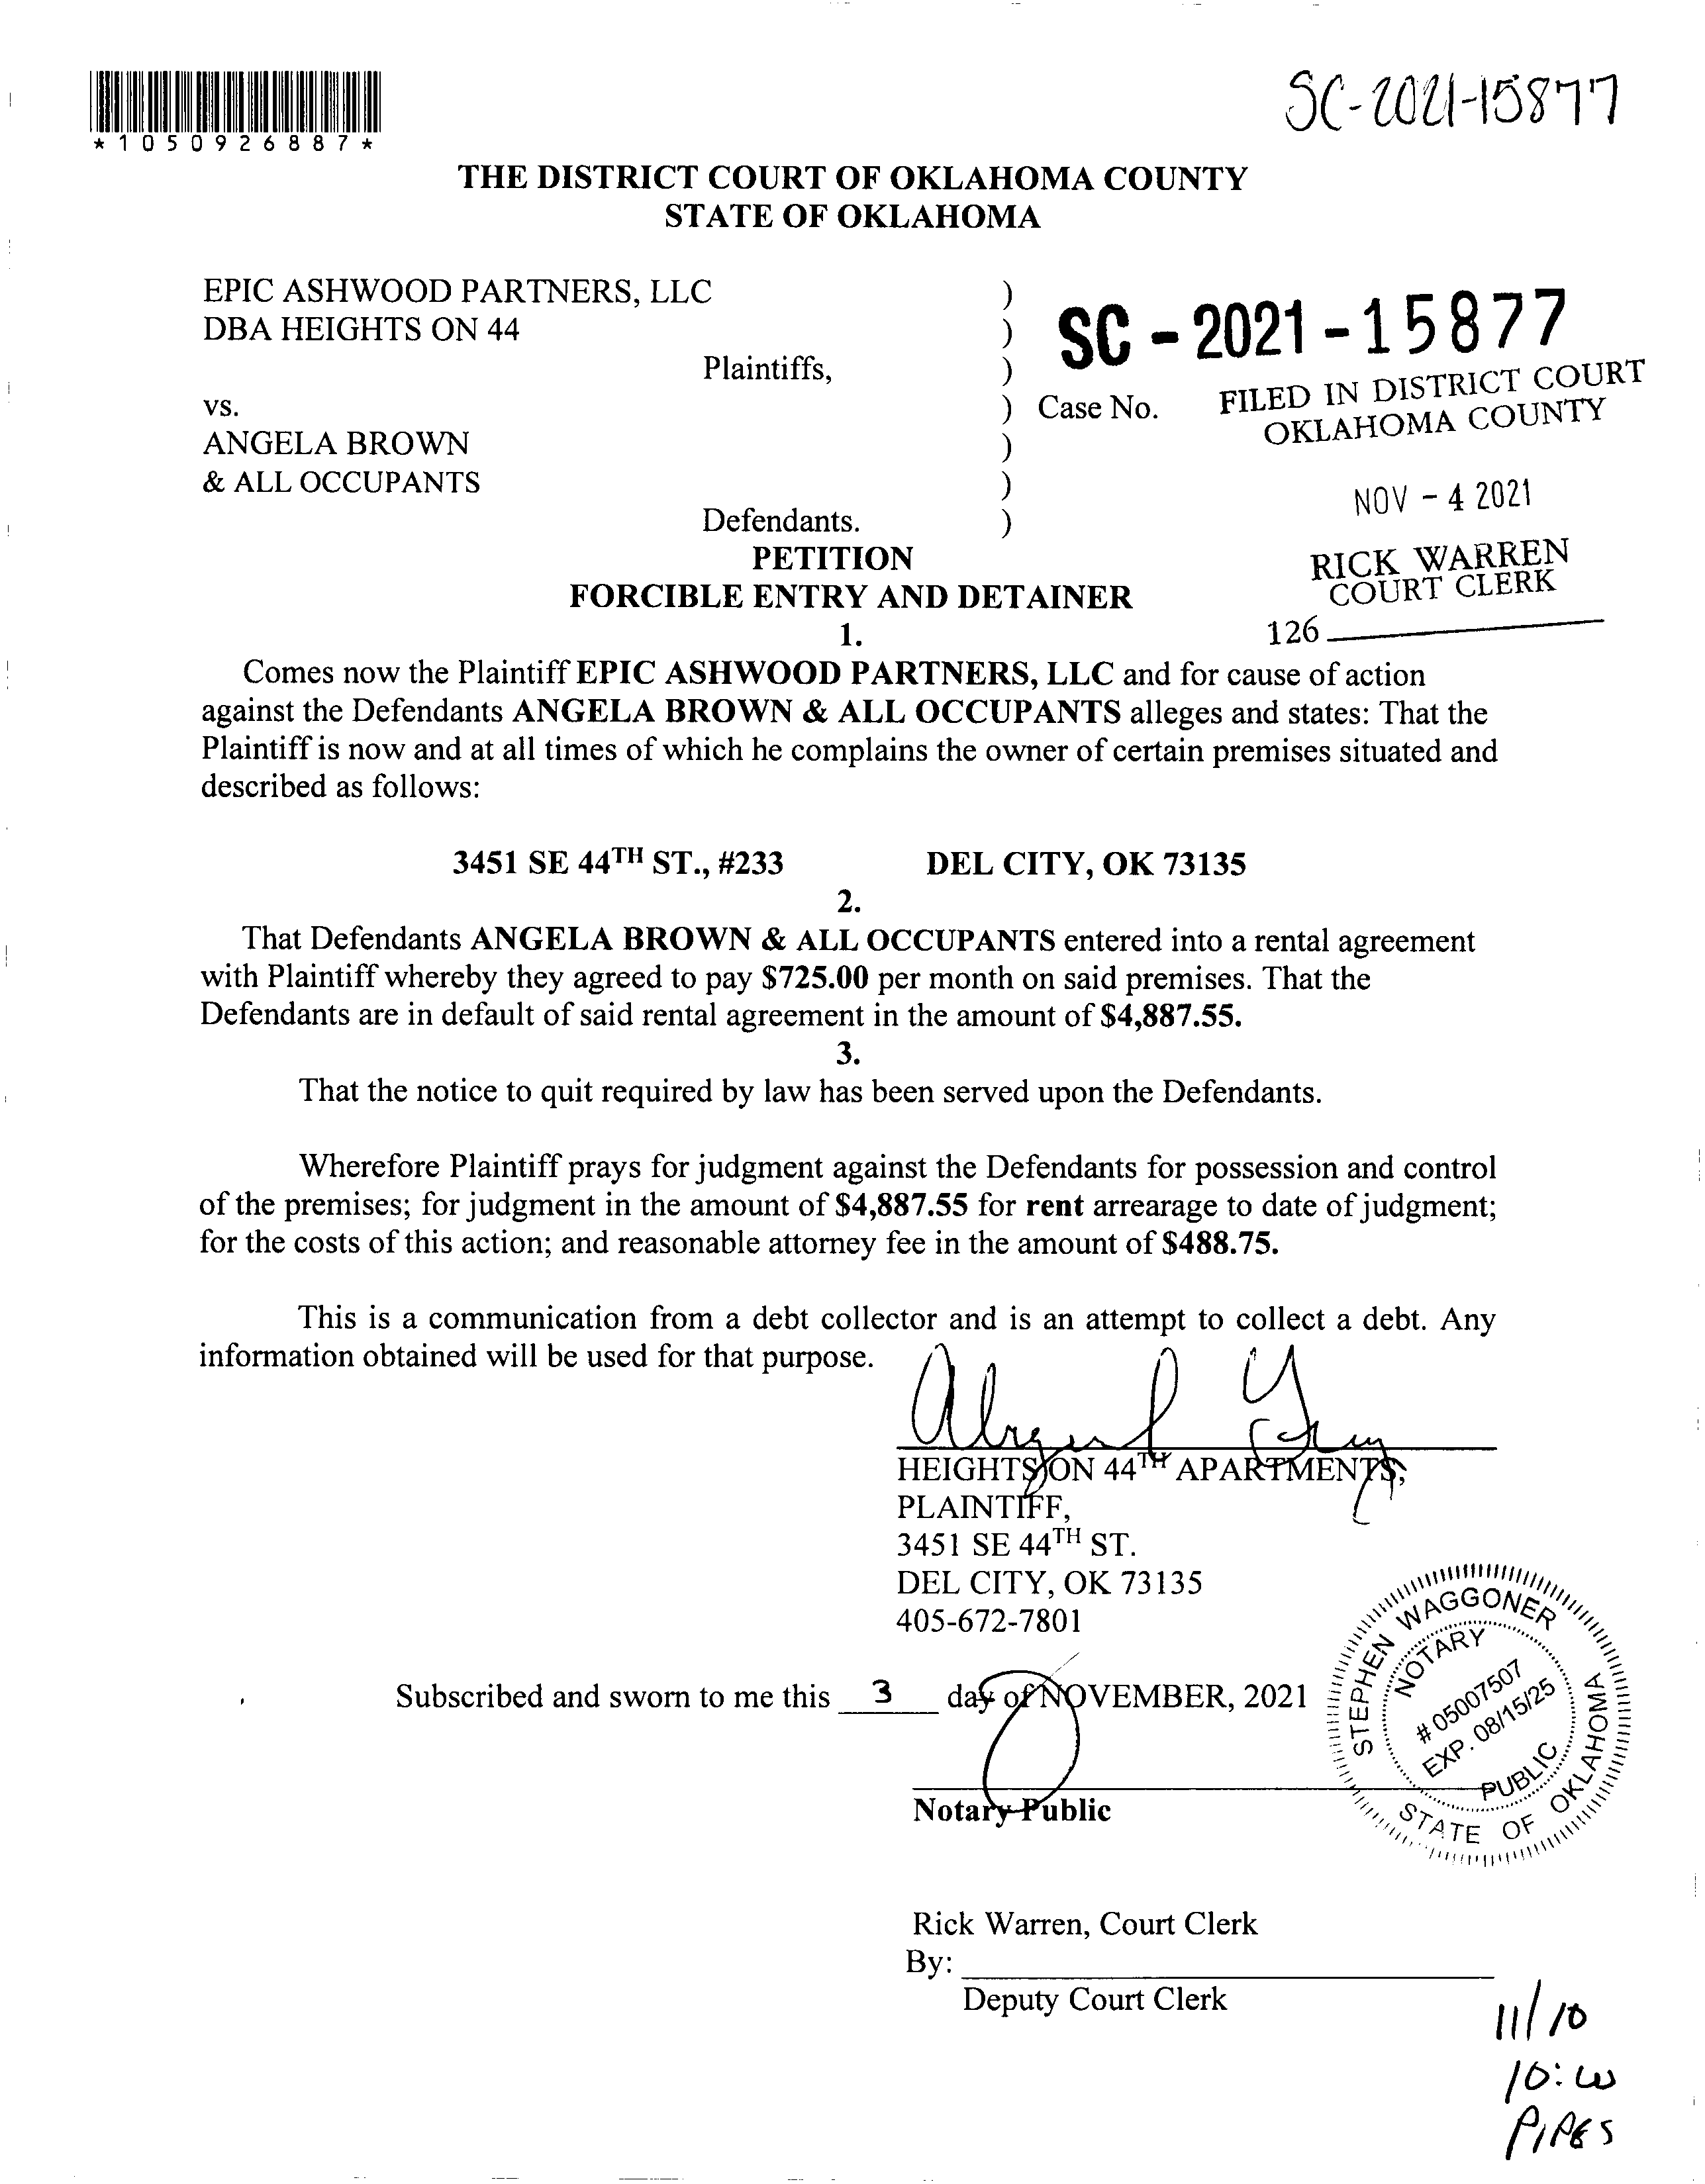 SC-2021-15877
*1050926887*
THE DISTRICT COURT OF OKLAHOMA COUNTY
STATE OF OKLAHOMA
EPIC ASHWOOD PARTNERS, LLC )
DBA HEIGHTS ON 44 )
SC - 2021 - 15877
Plaintiffs, )
vs. ) Case No.
FILED IN DISTRICT COURT
OKLAHOMA COUNTY
ANGELA BROWN )
& ALL OCCUPANTS )
NOV - 4 2021
Defendants. )
PETITION
RICK WARREN
COURT CLERK
FORCIBLE ENTRY AND DETAINER
126
1.
Comes now the Plaintiff EPIC ASHWOOD PARTNERS, LLC and for cause of action
against the Defendants ANGELA BROWN & ALL OCCUPANTS alleges and states: That the
Plaintiff is now and at all times of which he complains the owner of certain premises situated and
described as follows:
3451 SE 44TH ST., #233 DEL CITY, OK 73135
2.
That Defendants ANGELA BROWN & ALL OCCUPANTS entered into a rental agreement
with Plaintiff whereby they agreed to pay $725.00 per month on said premises. That the
Defendants are in default of said rental agreement in the amount of $4,887.55.
3.
That the notice to quit required by law has been served upon the Defendants.
Wherefore Plaintiff prays for judgment against the Defendants for possession and control
of the premises; for judgment in the amount of $4,887.55 for rent arrearage to date of judgment;
for the costs of this action; and reasonable attorney fee in the amount of $488.75.
This is a communication from a debt collector and is an attempt to collect a debt. Any
information obtained will be used for that purpose.
HEIGHTS ON 44TH APARTMENTS,
PLAINTIFF,
3451 SE 44TH ST.
DEL CITY, OK 73135
405-672-7801
Subscribed and sworn to me this 3 day of NOVEMBER, 2021
STEPHEN WAGGONER
NOTARY
# 05007507
EXP. 08/15/25
PUBLIC
STATE OF OKLAHOMA
Notary Public
Rick Warren, Court Clerk
By:
Deputy Court Clerk
11/10
PIPES